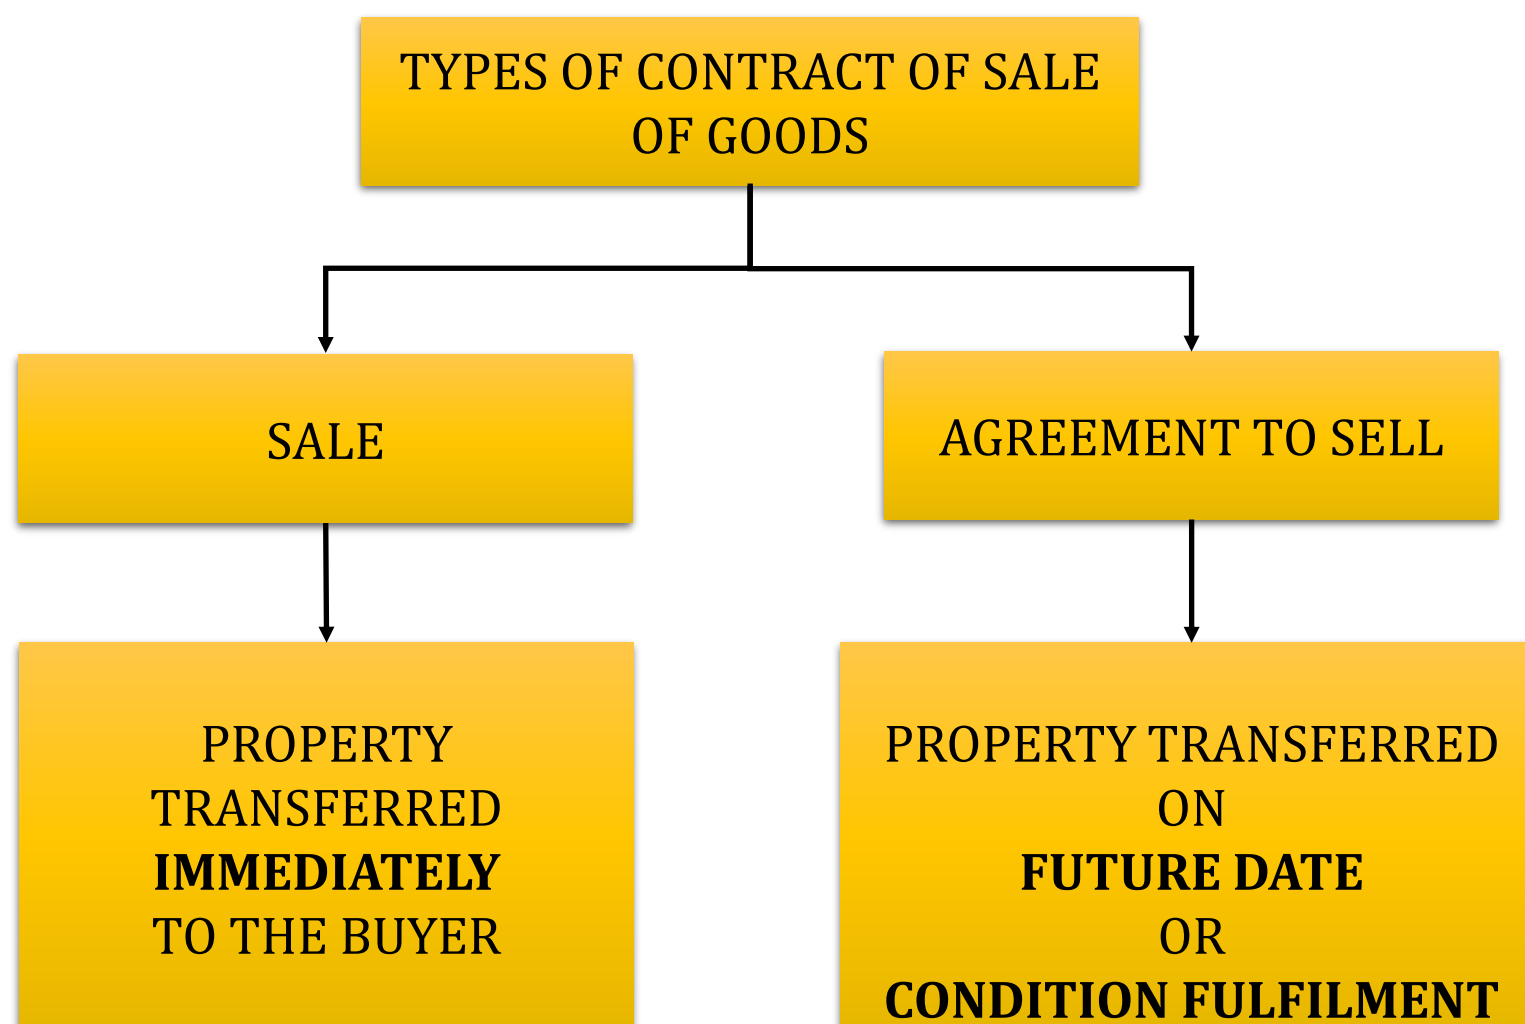 TYPES OF CONTRACT OF SALE
OF GOODS
SALE
AGREEMENT TO SELL
PROPERTY
TRANSFERRED
IMMEDIATELY
TO THE BUYER
PROPERTY TRANSFERRED
ON
FUTURE DATE
OR
CONDITION FULFILMENT